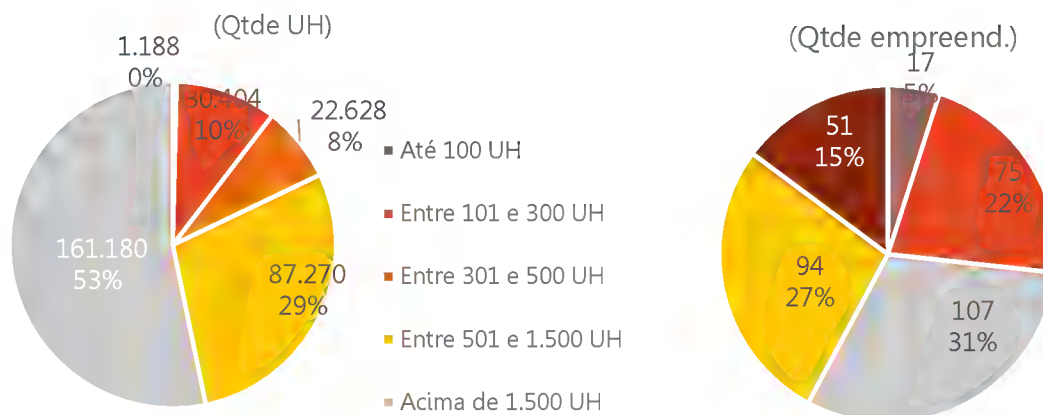 (Qtde UH)
1.188
0%
30.404
10%
22.628
8%
161.180
53%
87.270
29%
Até 100 UH
Entre 101 e 300 UH
Entre 301 e 500 UH
Entre 501 e 1.500 UH
Acima de 1.500 UH
(Qtde empreend.)
17
5%
51
15%
75
22%
94
27%
107
31%